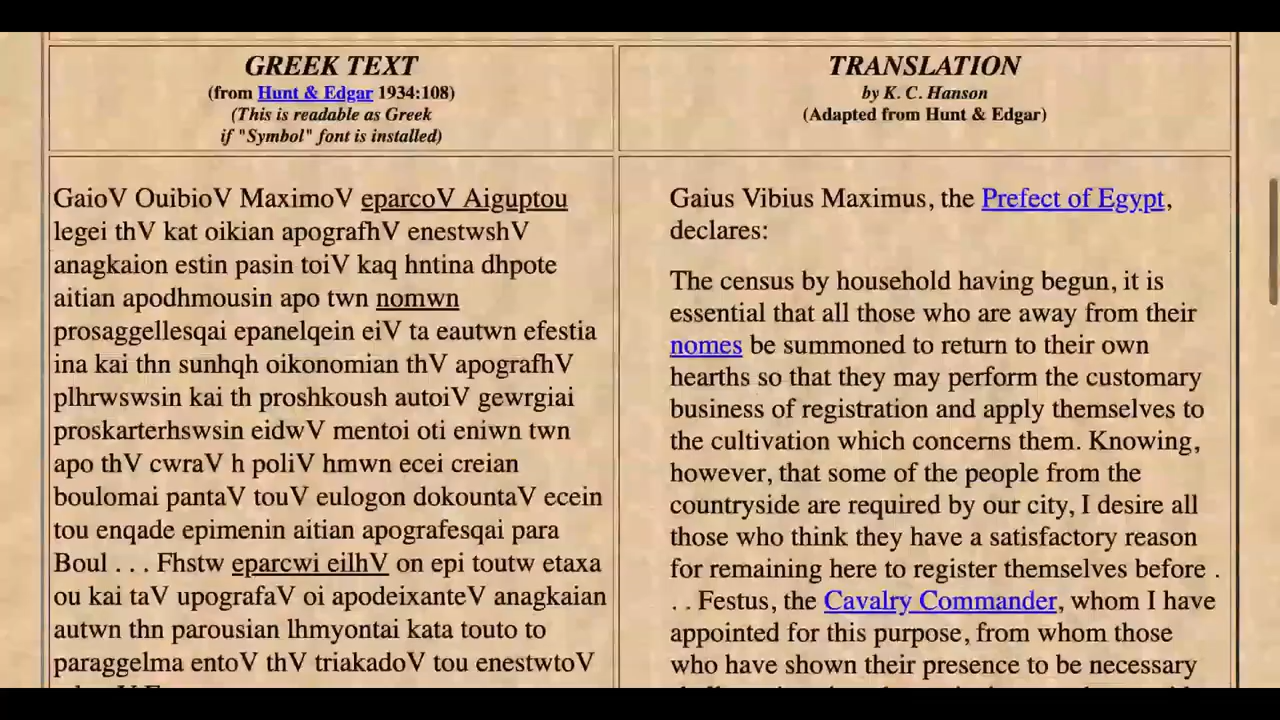 GREEK TEXT
(from Hunt & Edgar 1934:108)
(This is readable as Greek
if "Symbol" font is installed)
GaioV OuibioV MaximoV eparcoV Aiguptou
legei thV kat oikian apografhV enestwshV
anagkaion estin pasin toiV kaq hntina dhpote
aitian apodhmousin apo twn nomwn
prosaggellesqai epanelqein eiV ta eautwn efestia
ina kai thn sunhqh oikonomian thV apografhV
plhrwswsin kai th proshkoush autoiV gewrgiai
proskarterhswsin eidwV mentoi oti eniwn twn
apo thV cwraV h poliV hmwn ecei creian
boulomai pantaV touV eulogon dokountaV ecein
tou enqade epimenin aitian apografesqai para
Boul . . . Fhstw eparcwi eilhV on epi toutw etaxa
ou kai taV upografaV oi apodeixanteV anagkaian
autwn thn parousian lhmyontai kata touto to
paraggelma entoV thV triakadoV tou enestwtoV
TRANSLATION
by K. C. Hanson
(Adapted from Hunt & Edgar)
Gaius Vibius Maximus, the Prefect of Egypt,
declares:
The census by household having begun, it is
essential that all those who are away from their
nomes be summoned to return to their own
hearths so that they may perform the customary
business of registration and apply themselves to
the cultivation which concerns them. Knowing,
however, that some of the people from the
countryside are required by our city, I desire all
those who think they have a satisfactory reason
for remaining here to register themselves before .
. . Festus, the Cavalry Commander, whom I have
appointed for this purpose, from whom those
who have shown their presence to be necessary